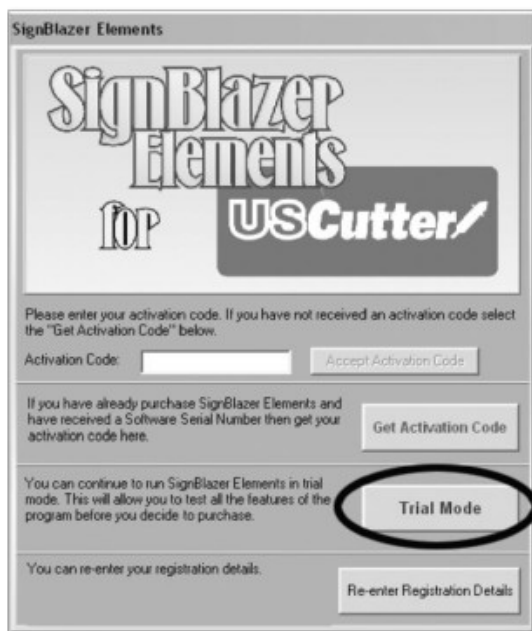 SignBlazer Elements
SignBlazer
Elements
for
USCutter
Please enter your activation code. If you have not received an activation code select
the "Get Activation Code" below.
Activation Code:
Accept Activation Code
If you have already purchase SignBlazer Elements and
have received a Software Serial Number then get your
activation code here.
Get Activation Code
You can continue to run SignBlazer Elements in trial
mode. This will allow you to test all the features of the
program before you decide to purchase.
Trial Mode
You can re-enter your registration details.
Re-enter Registration Details